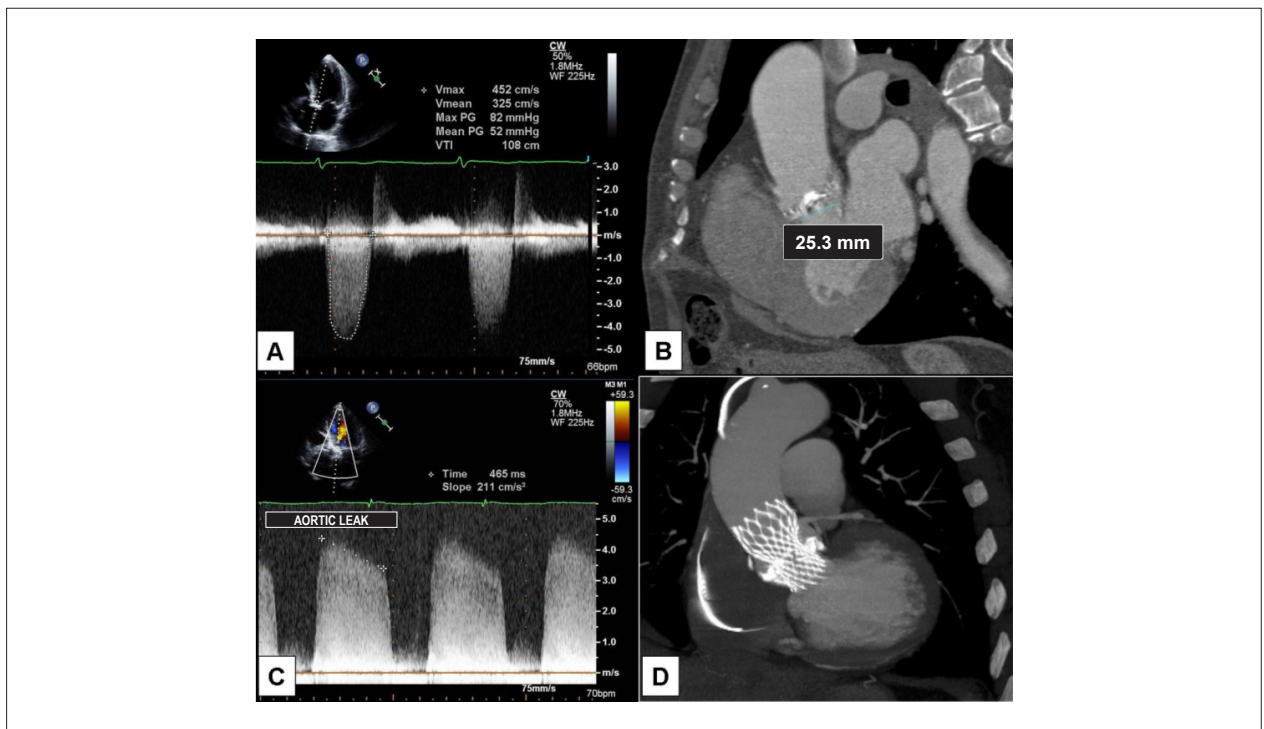 CW
50%
1.8MHz
WF 225Hz
P
Vmax 452 cm/s
Vmean 325 cm/s
Max PG 82 mmHg
Mean PG 52 mmHg
VTI 108 cm
3.0
2.0
1.0
m/s
-1.0
-2.0
-3.0
-4.0
-5.0
75mm/s
66bpm
A
25.3 mm
B
M3 M1
+59.3
CW
70%
1.8MHz
WF 225Hz
P
-59.3
cm/s
Time 465 ms
Slope 211 cm/s²
AORTIC LEAK
5.0
4.0
3.0
2.0
1.0
m/s
75mm/s
70bpm
C
D